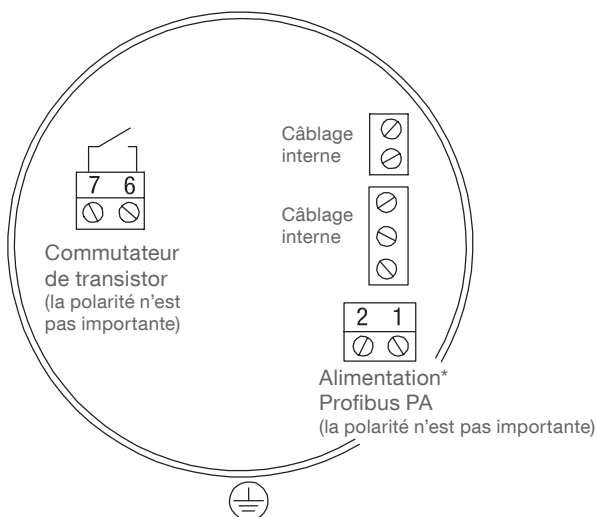 Câblage
interne
7 6
Câblage
interne
Commutateur
de transistor
(la polarité n'est
pas importante)
2 1
Alimentation*
Profibus PA
(la polarité n'est pas importante)